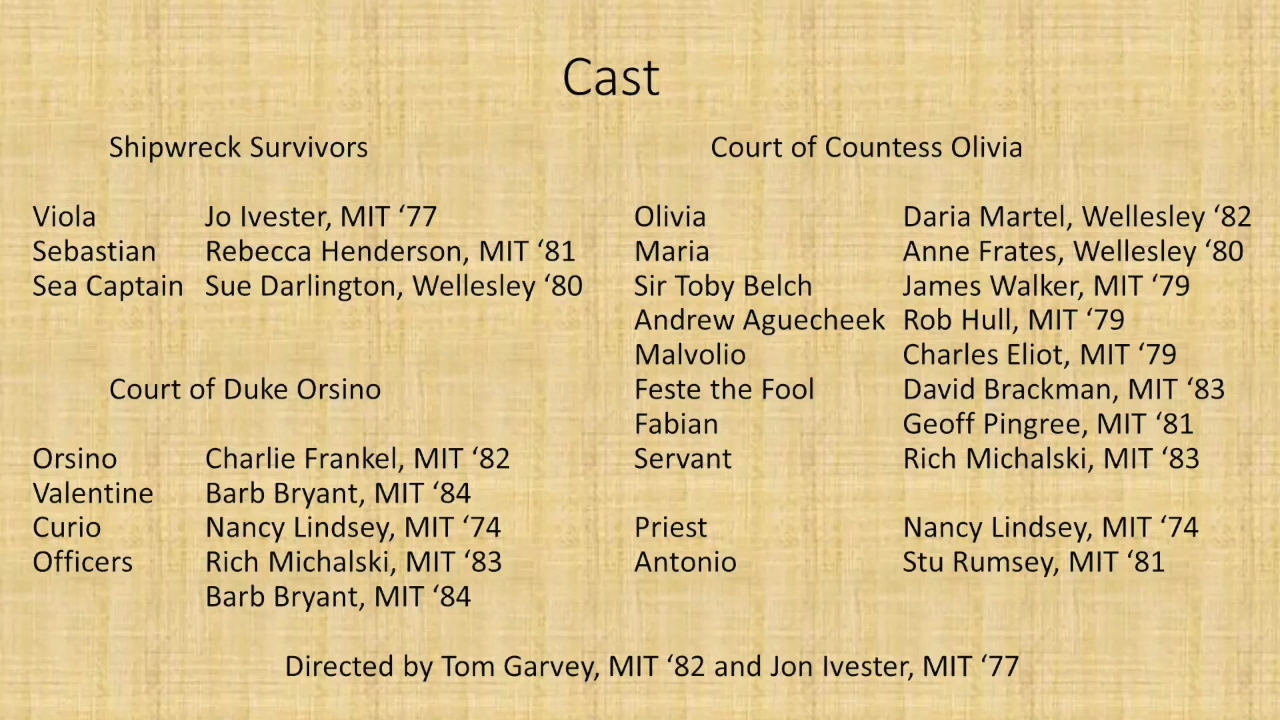 Cast
Shipwreck Survivors
Viola Jo Ivester, MIT ‘77
Sebastian Rebecca Henderson, MIT ‘81
Sea Captain Sue Darlington, Wellesley ‘80
Court of Duke Orsino
Orsino Charlie Frankel, MIT ‘82
Valentine Barb Bryant, MIT ‘84
Curio Nancy Lindsey, MIT ‘74
Officers Rich Michalski, MIT ‘83
Barb Bryant, MIT ‘84
Court of Countess Olivia
Olivia Daria Martel, Wellesley ‘82
Maria Anne Frates, Wellesley ‘80
Sir Toby Belch James Walker, MIT ‘79
Andrew Aguecheek Rob Hull, MIT ‘79
Malvolio Charles Eliot, MIT ‘79
Feste the Fool David Brackman, MIT ‘83
Fabian Geoff Pingree, MIT ‘81
Servant Rich Michalski, MIT ‘83
Priest Nancy Lindsey, MIT ‘74
Antonio Stu Rumsey, MIT ‘81
Directed by Tom Garvey, MIT ‘82 and Jon Ivester, MIT ‘77